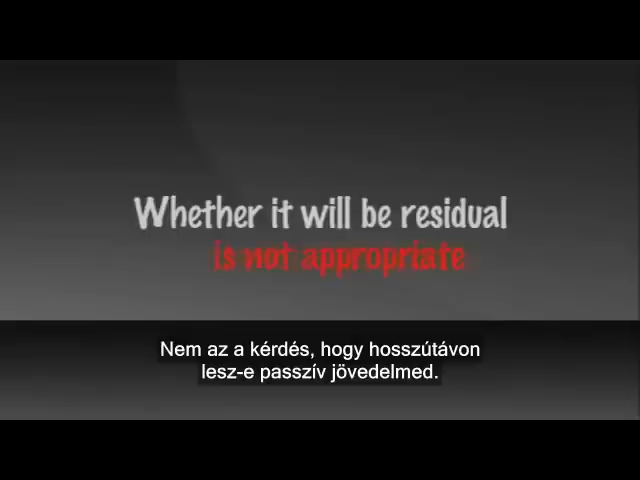 Whether it will be residual
is not appropriate
Nem az a kérdés, hogy hosszútávon
lesz-e passzív jövedelmed.